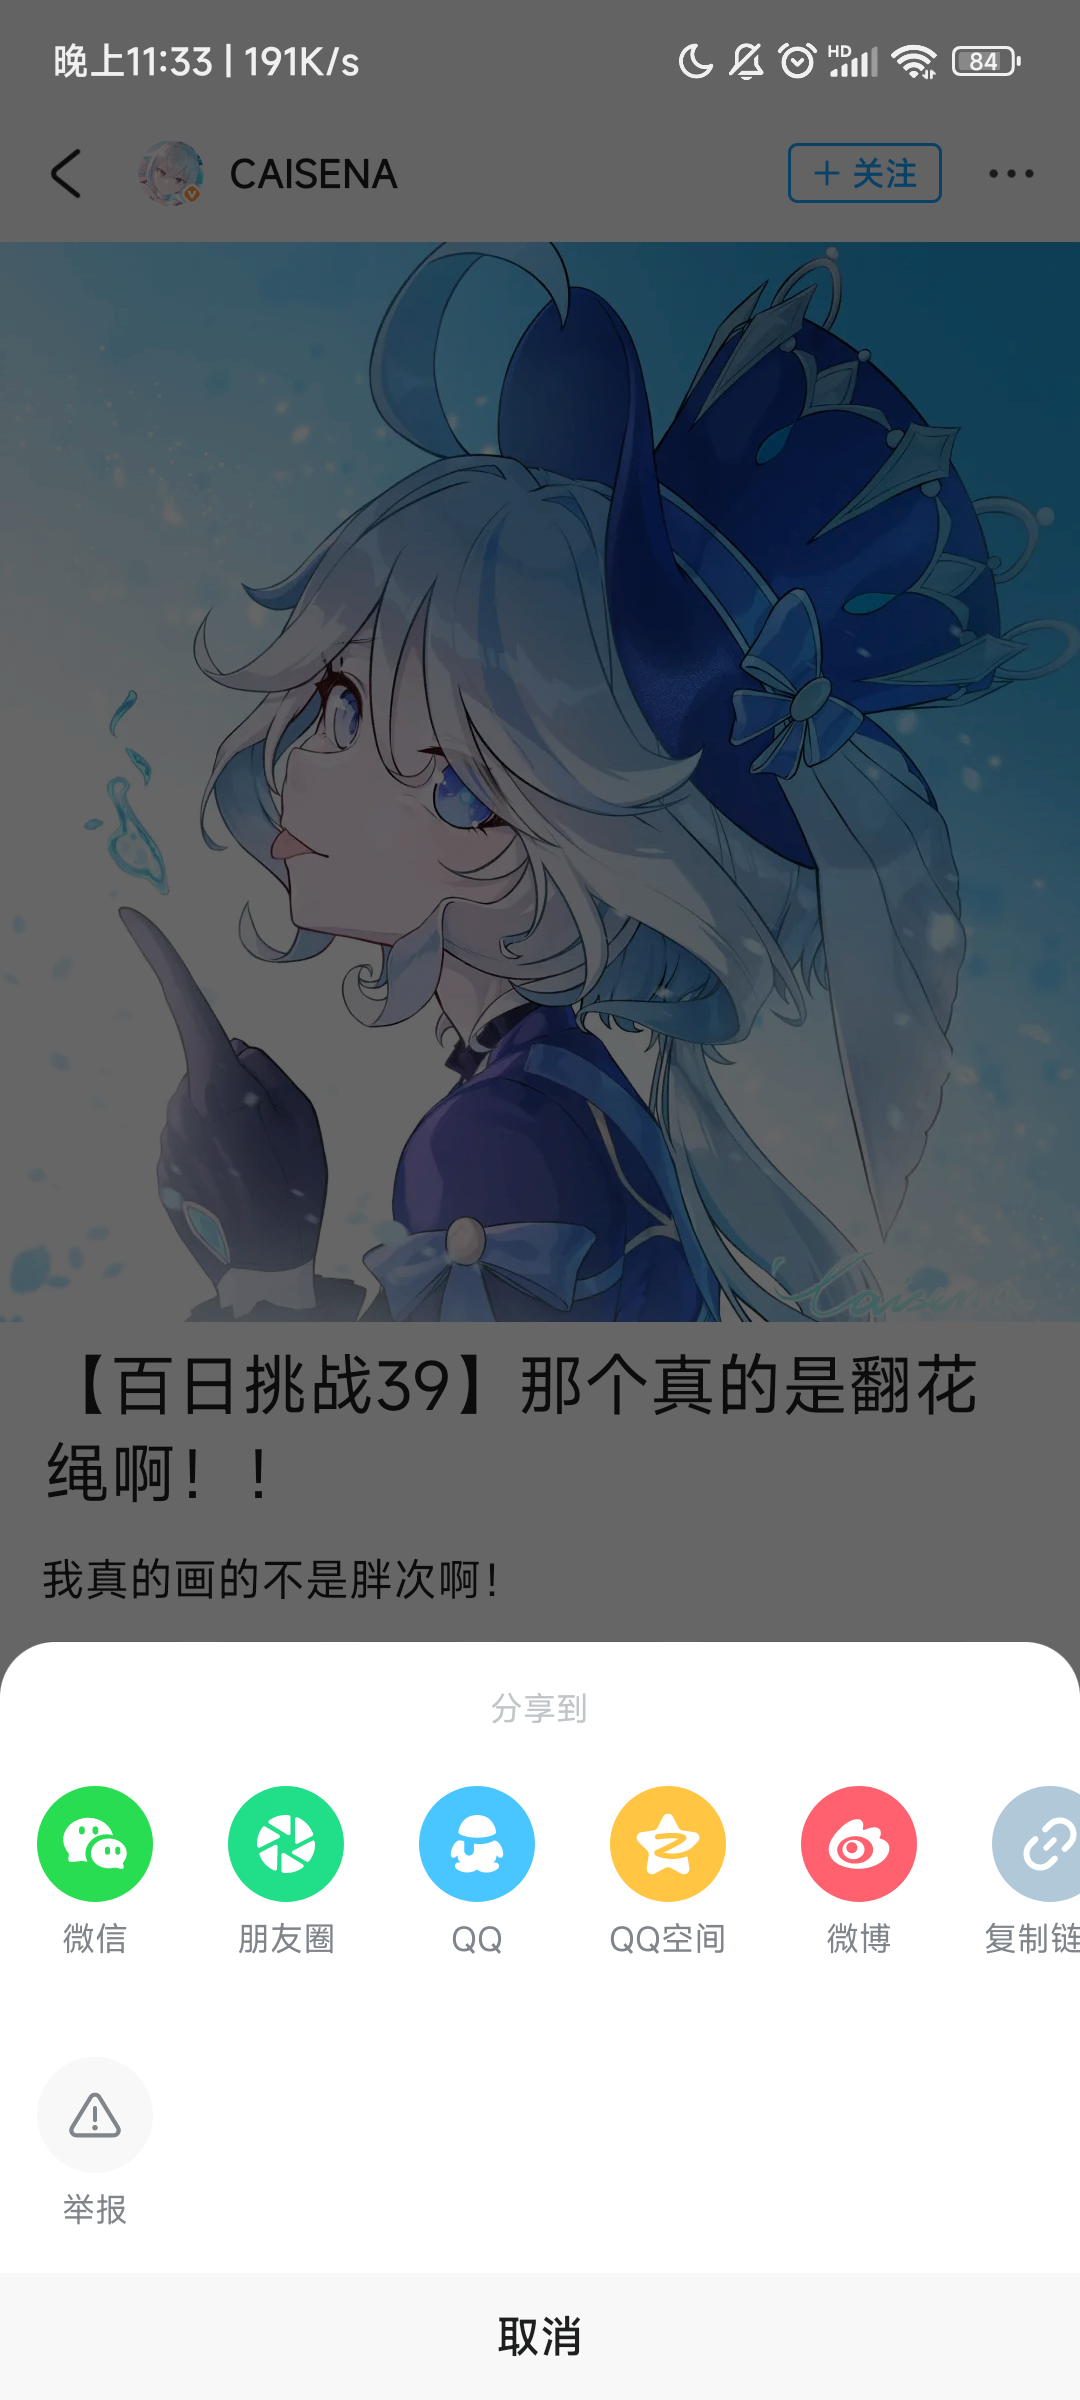 晚上11:33 | 191K/s
HD
84
CAISENA
+ 关注
【百日挑战39】那个真的是翻花
绳啊！！
我真的画的不是胖次啊！
分享到
微信
朋友圈
QQ
QQ空间
微博
复制链
举报
取消